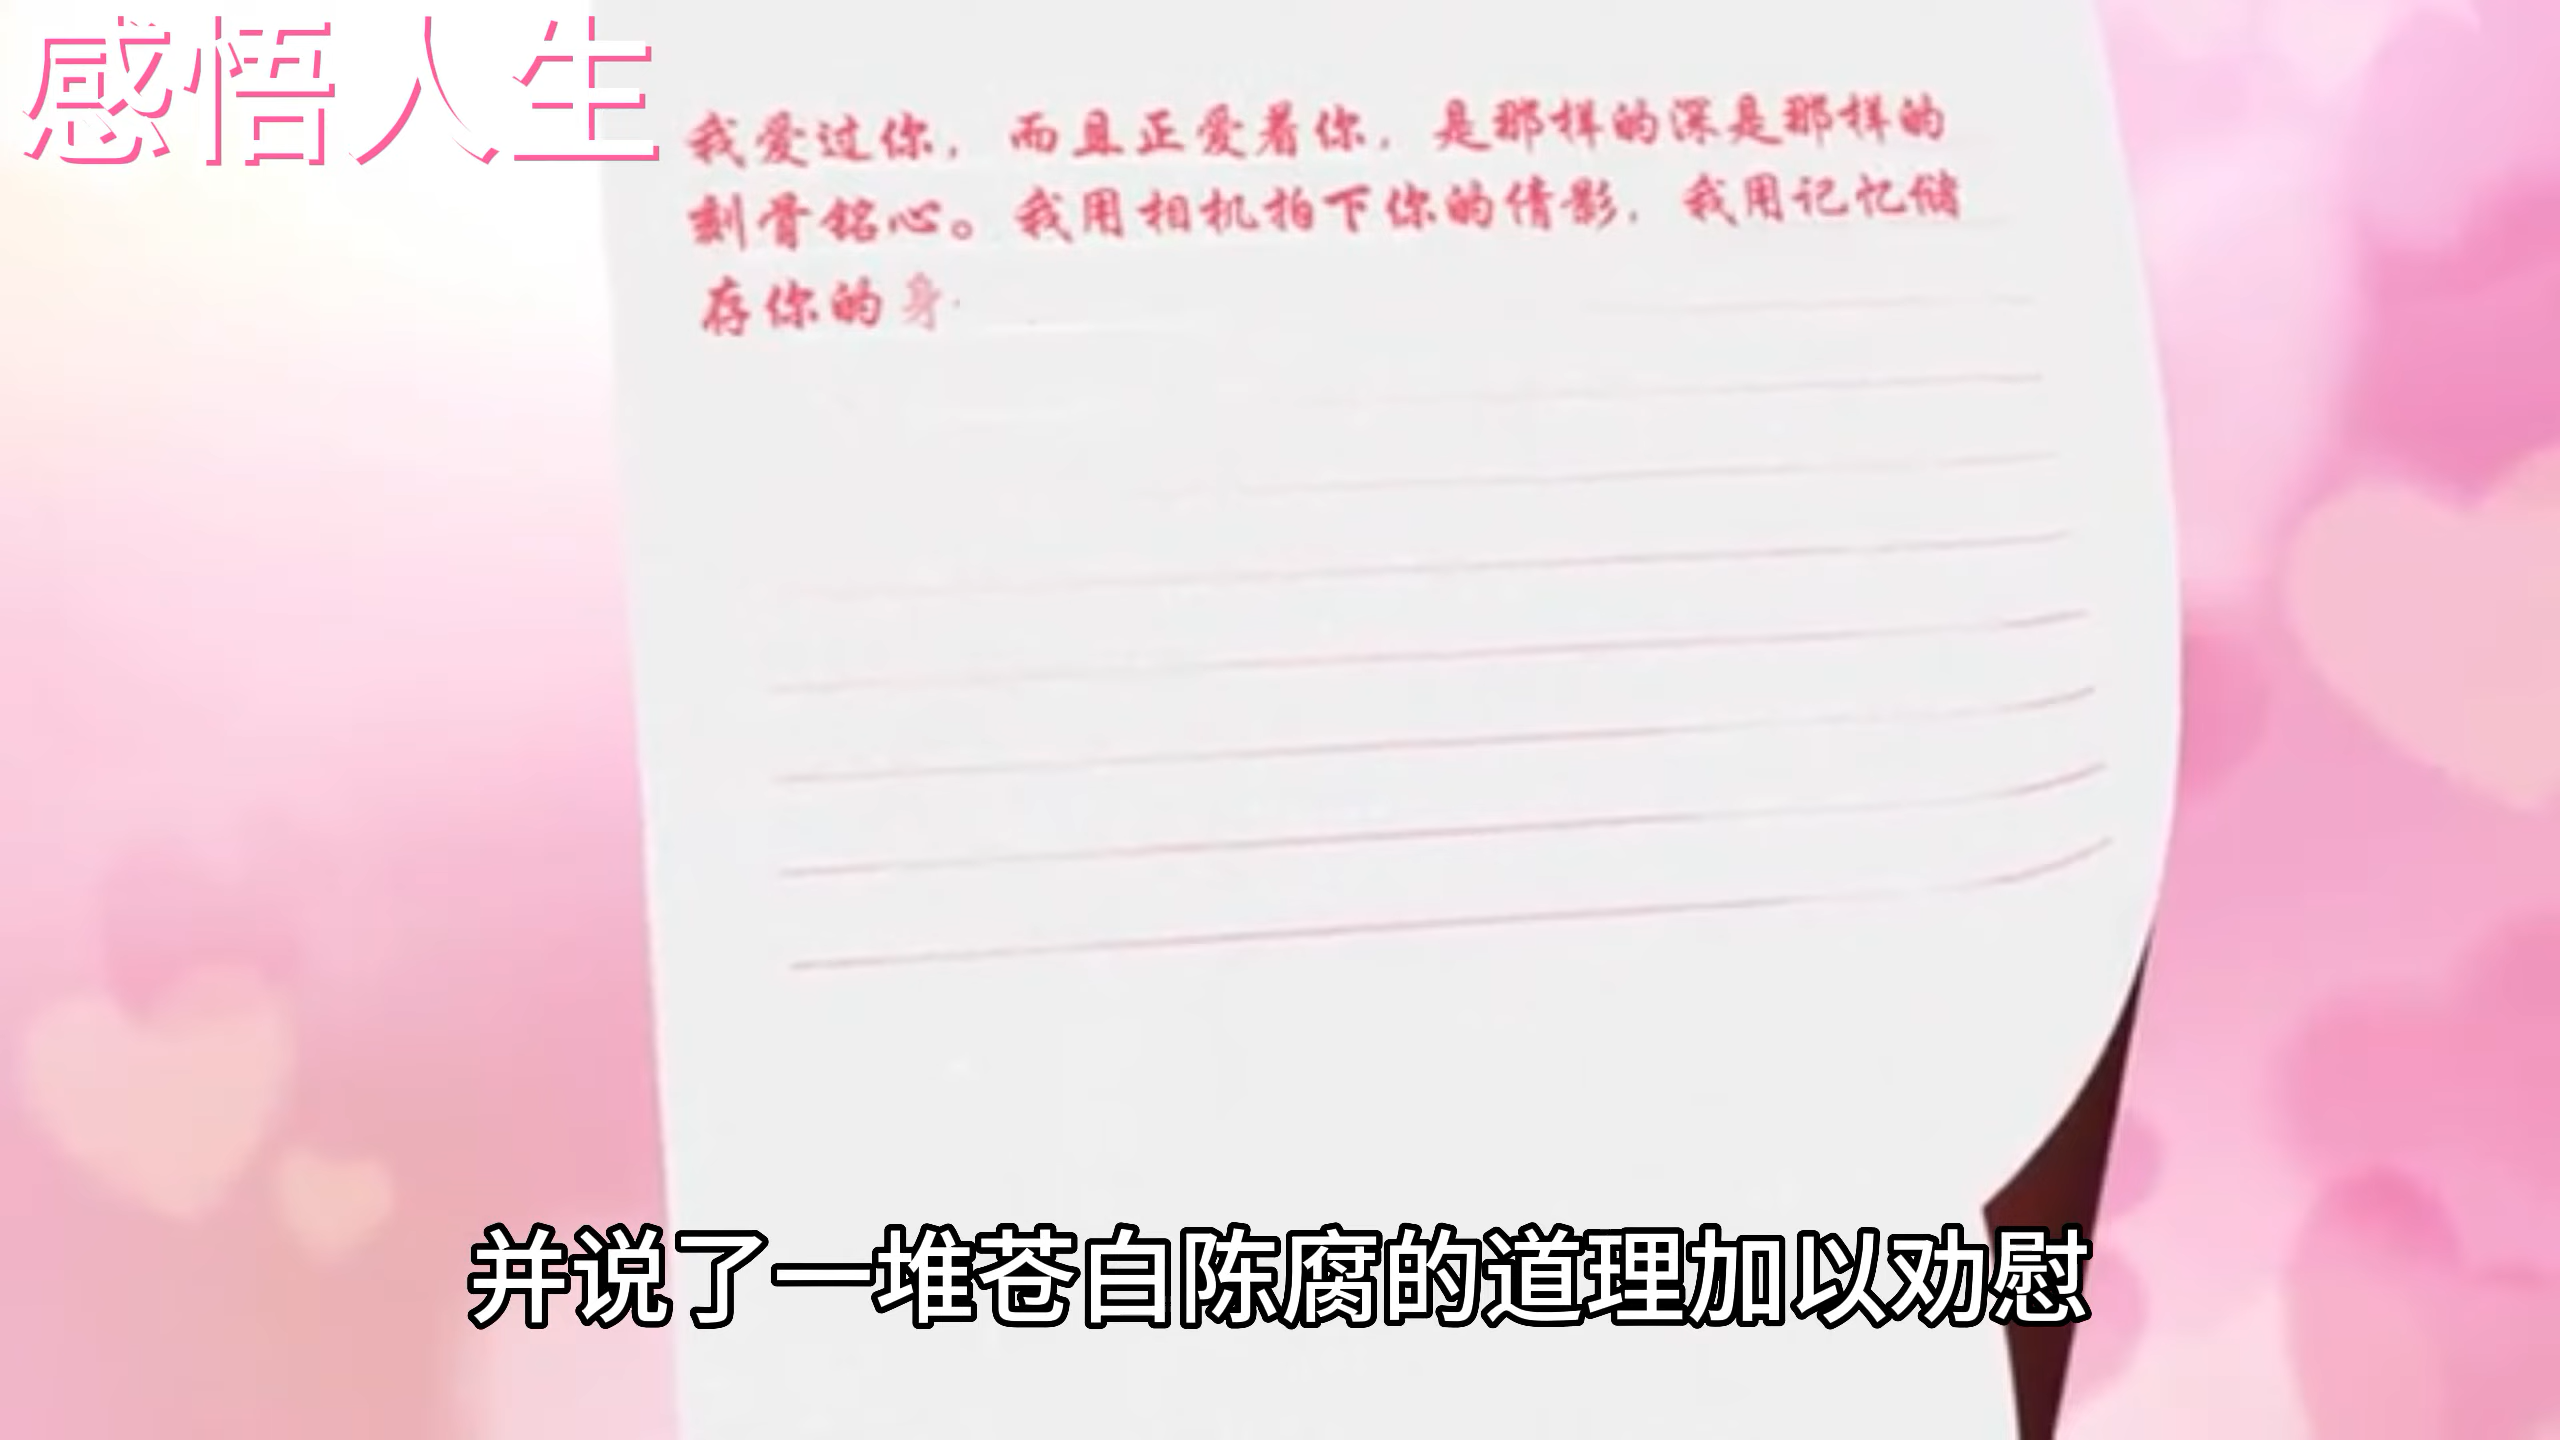 感悟人生
我爱过你，而且正爱着你，是那样的深是那样的
刻骨铭心。我用相机拍下你的倩影，我用记忆储
存你的身
并说了一堆苍白陈腐的道理加以劝慰